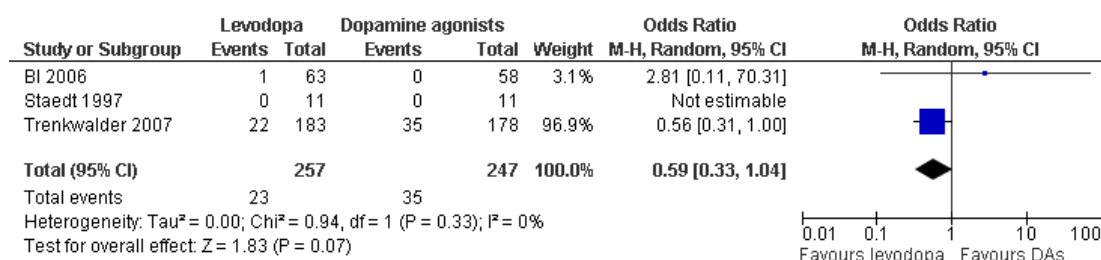 Levodopa Dopamine agonists Odds Ratio Odds Ratio
Study or Subgroup Events Total Events Total Weight M-H, Random, 95% CI M-H, Random, 95% CI
BI 2006 1 63 0 58 3.1% 2.81 [0.11, 70.31]
Staedt 1997 0 11 0 11 Not estimable
Trenkwalder 2007 22 183 35 178 96.9% 0.56 [0.31, 1.00]
Total (95% CI) 257 247 100.0% 0.59 [0.33, 1.04]
Total events 23 35
Heterogeneity: Tau² = 0.00; Chi² = 0.94, df = 1 (P = 0.33); I² = 0%
Test for overall effect: Z = 1.83 (P = 0.07)
0.01 0.1 1 10 100
Favours levodopa Favours DAs